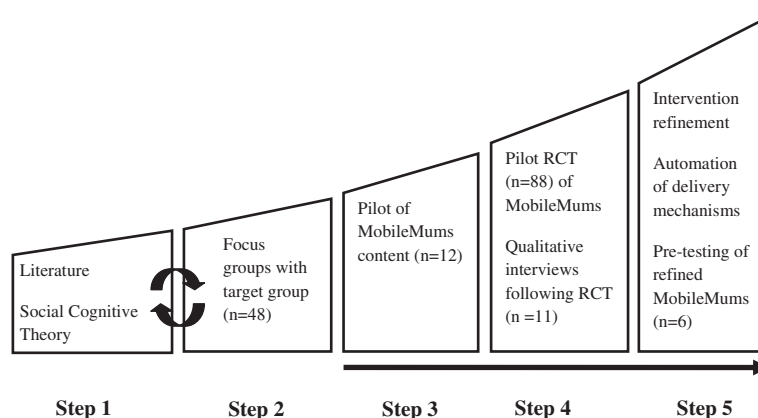 Literature
Social Cognitive
Theory
Focus
groups with
target group
(n=48)
Pilot of
MobileMums
content (n=12)
Pilot RCT
(n=88) of
MobileMums
Qualitative
interviews
following RCT
(n =11)
Intervention
refinement
Automation
of delivery
mechanisms
Pre-testing of
refined
MobileMums
(n=6)
Step 1
Step 2
Step 3
Step 4
Step 5